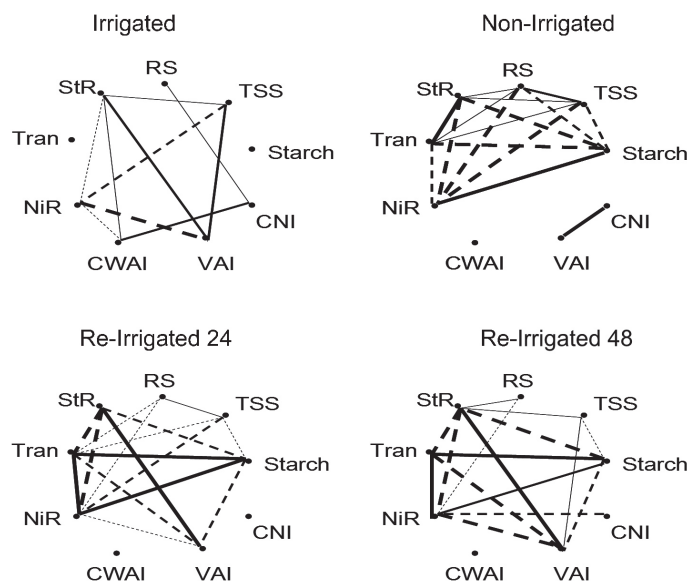 Irrigated
RS
StR
TSS
Tran
Starch
NiR
CNI
CWAI
VAI
Non-Irrigated
RS
StR
TSS
Tran
Starch
NiR
CNI
VAI
CWAI
Re-Irrigated 24
RS
StR
TSS
Tran
Starch
NiR
CNI
CWAI
VAI
Re-Irrigated 48
RS
StR
TSS
Tran
Starch
NiR
CNI
CWAI
VAI